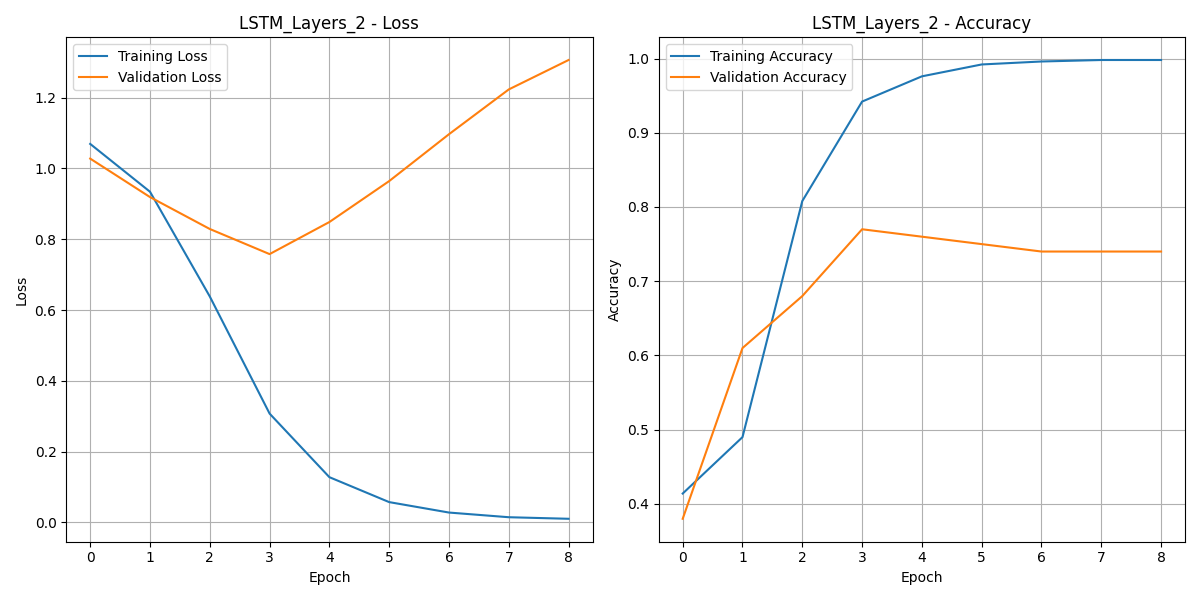 LSTM_Layers_2 - Loss
Training Loss
Validation Loss
1.2
1.0
0.8
0.6
0.4
0.2
0.0
Loss
0 1 2 3 4 5 6 7 8
Epoch
LSTM_Layers_2 - Accuracy
Training Accuracy
Validation Accuracy
1.0
0.9
0.8
0.7
0.6
0.5
0.4
Accuracy
0 1 2 3 4 5 6 7 8
Epoch